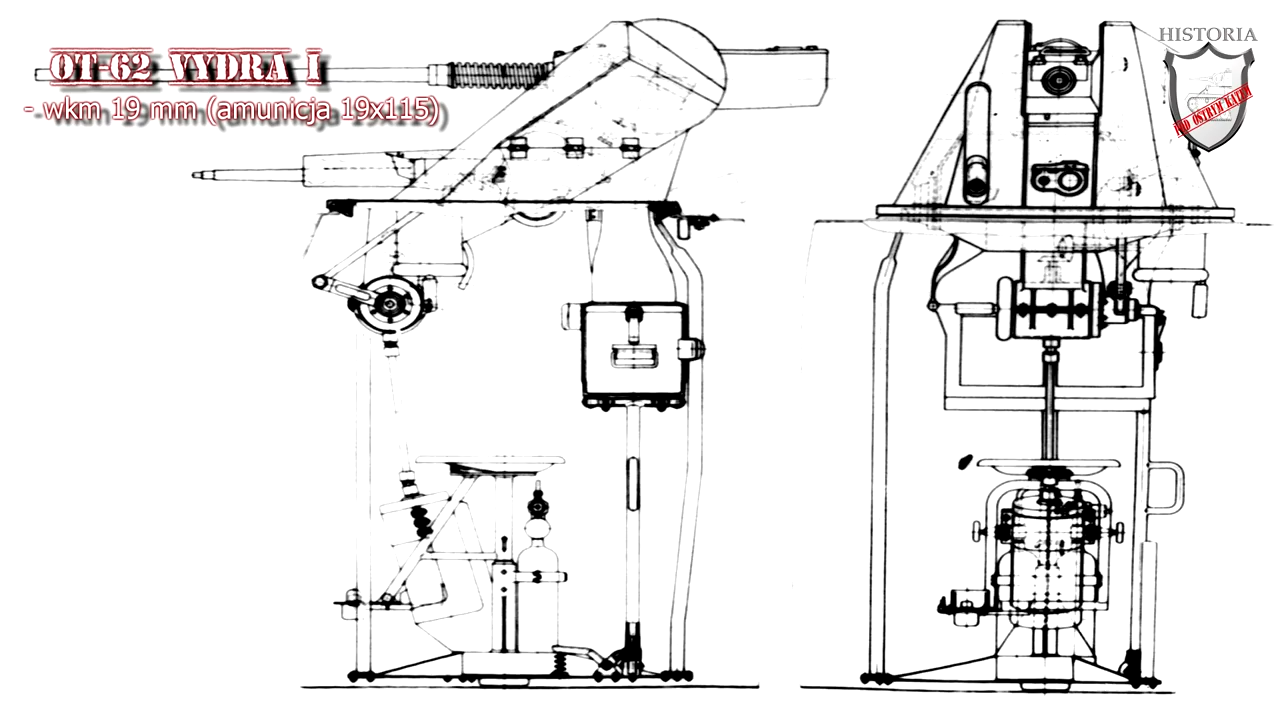 OT-62 VYDRA I
- wkm 19 mm (amunicja 19x115)
HISTORIA
POD OSTRYM KĄTEM